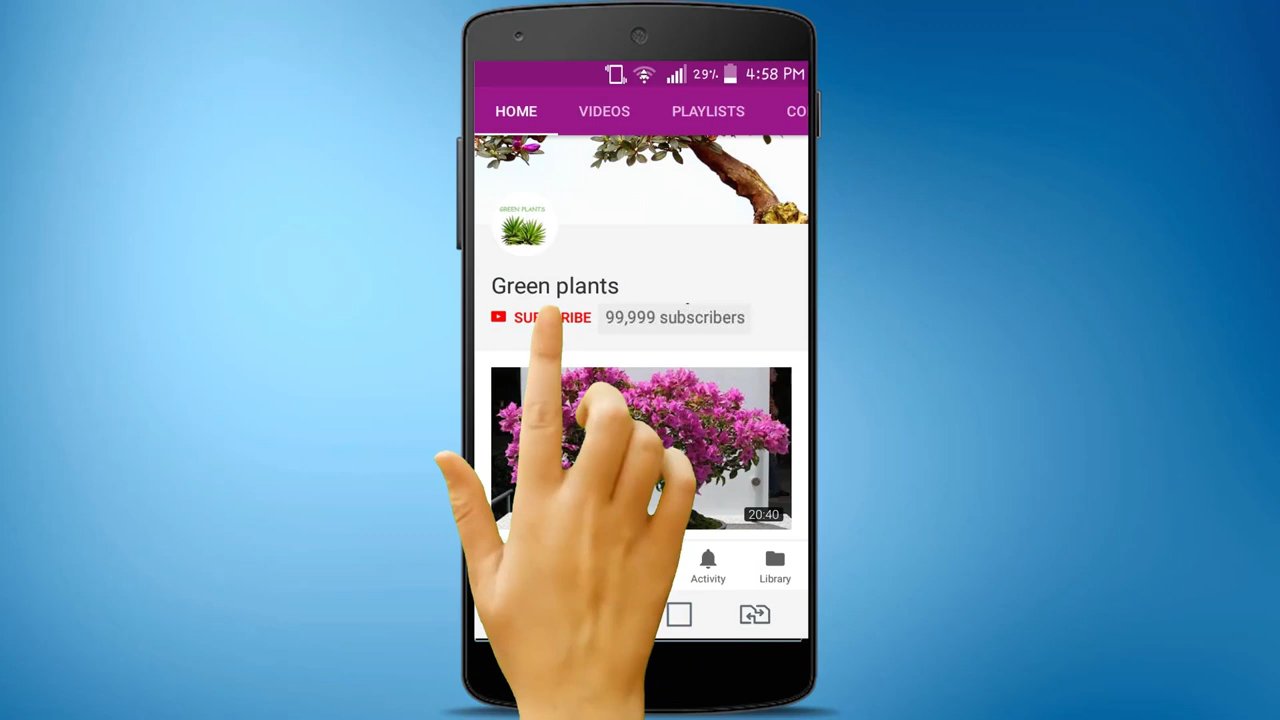 29% 4:58 PM
HOME VIDEOS PLAYLISTS CO
GREEN PLANTS
Green plants
SUBSCRIBE 99,999 subscribers
20:40
Activity Library